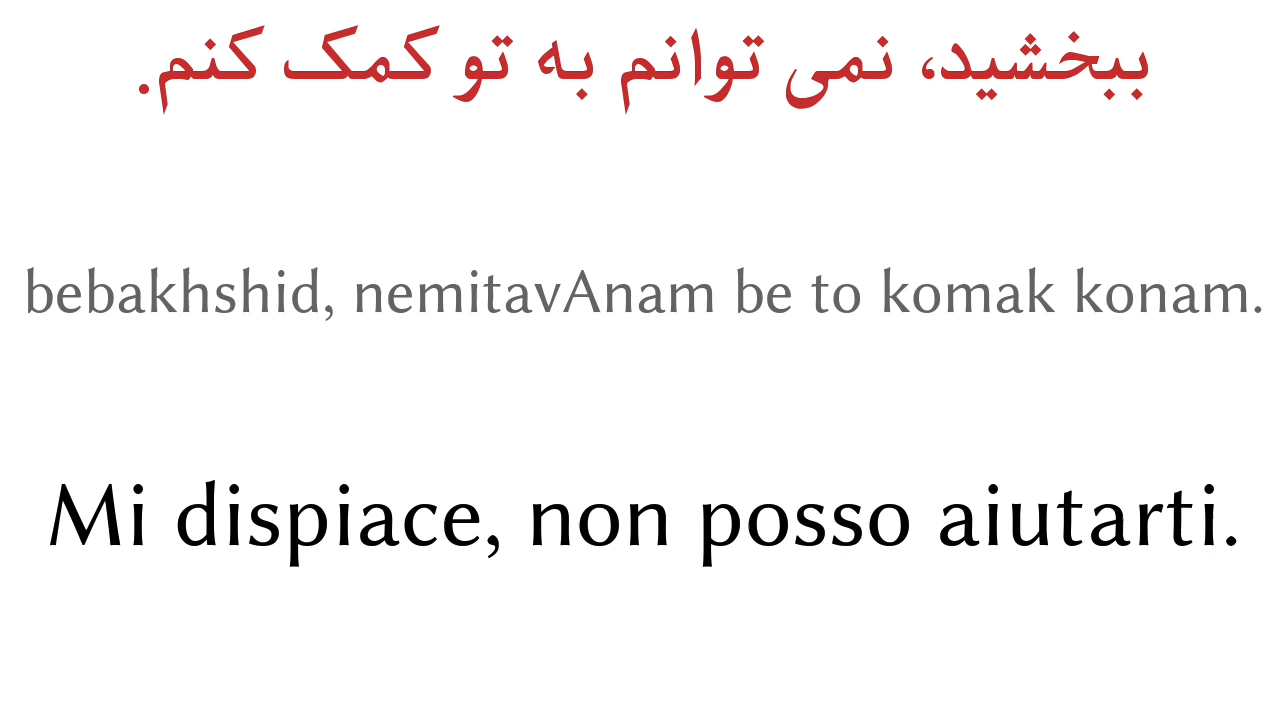 ببخشید، نمی توانم به تو کمک کنم.
bebakhshid, nemitavAnam be to komak konam.
Mi dispiace, non posso aiutarti.